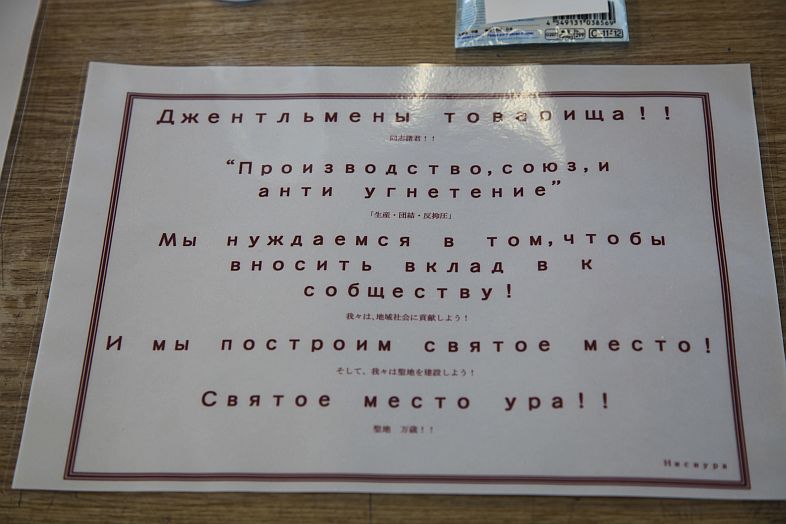 4 549131 038569
Джентльмены товарища!!
同志諸君！！
“Производство,союз,и
анти угнетение”
「生産・団結・反抑圧」
Мы нуждаемся в том,чтобы
вносить вклад в к
собществу!
我々は、地域社会に貢献しよう！
И мы построим святое место!
そして、我々は聖地を建設しよう！
Святое место ура!!
聖地 万歳！！